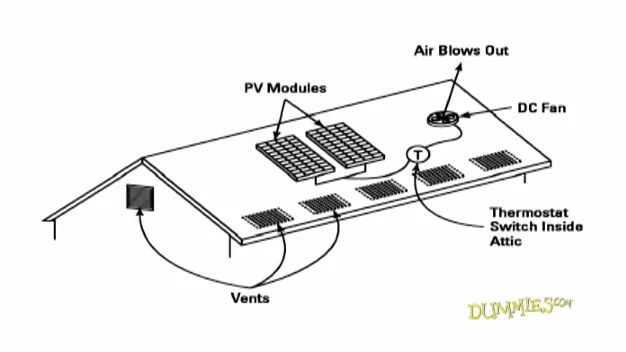 Air Blows Out
PV Modules
DC Fan
T
Thermostat
Switch Inside
Attic
Vents
DUMMIES.COM